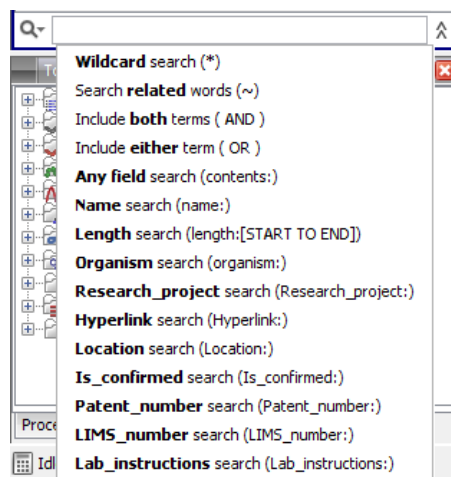 To
Wildcard search (*)
Search related words (~)
Include both terms ( AND )
Include either term ( OR )
Any field search (contents:)
Name search (name:)
Length search (length:[START TO END])
Organism search (organism:)
Research_project search (Research_project:)
Hyperlink search (Hyperlink:)
Location search (Location:)
Is_confirmed search (Is_confirmed:)
Patent_number search (Patent_number:)
Proce
LIMS_number search (LIMS_number:)
Idl
Lab_instructions search (Lab_instructions:)